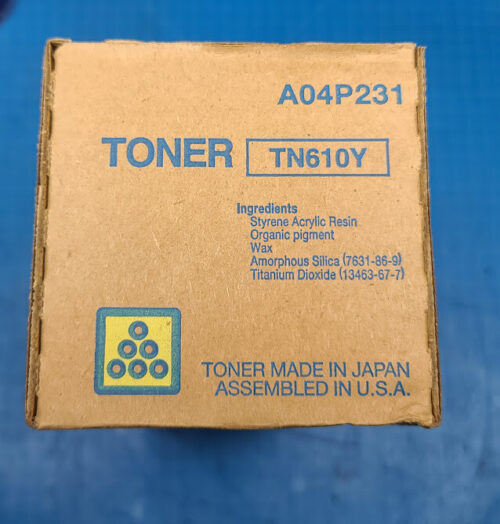 A04P231
TONER TN610Y
Ingredients
Styrene Acrylic Resin
Organic pigment
Wax
Amorphous Silica (7631-86-9)
Titanium Dioxide (13463-67-7)
TONER MADE IN JAPAN
ASSEMBLED IN U.S.A.